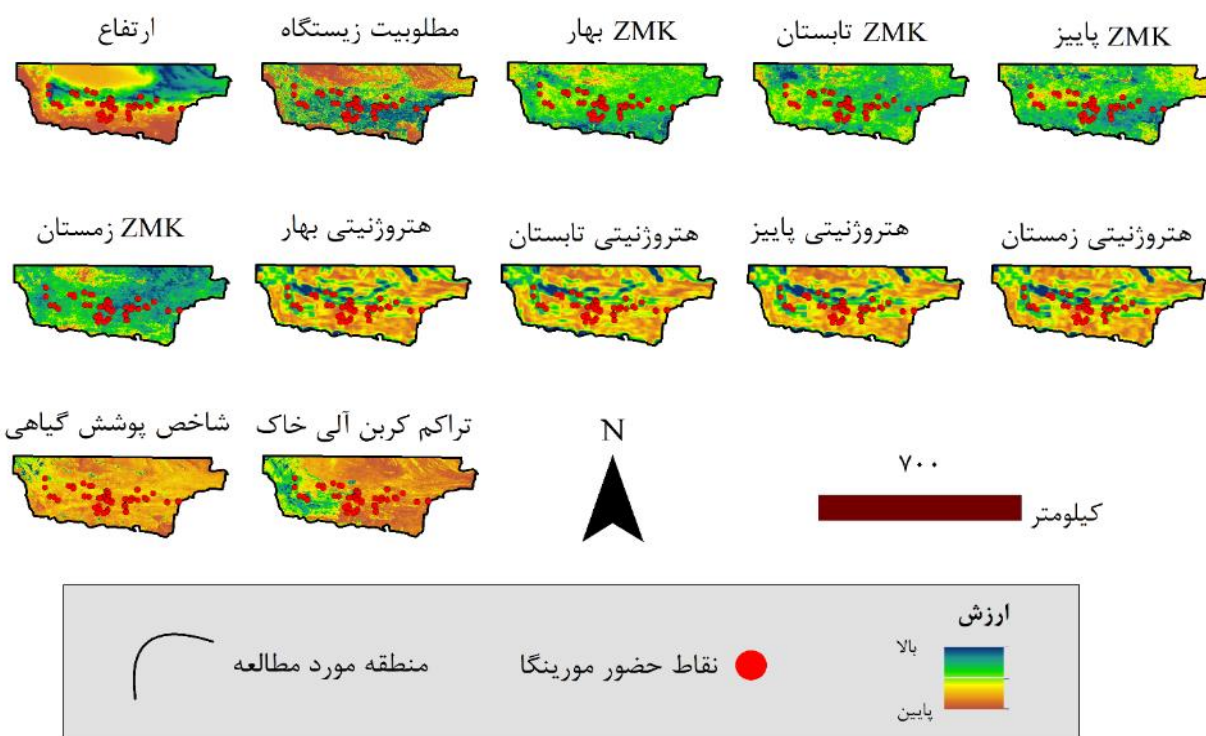 ارتفاع
مطلوبیت زیستگاه
ZMK بهار
ZMK تابستان
ZMK پاییز
ZMK زمستان
هتروژنیتی بهار
هتروژنیتی تابستان
هتروژنیتی پاییز
هتروژنیتی زمستان
شاخص پوشش گیاهی
تراکم کربن آلی خاک
N
۷۰۰
کیلومتر
منطقه مورد مطالعه
نقاط حضور مورینگا
ارزش
بالا
پایین